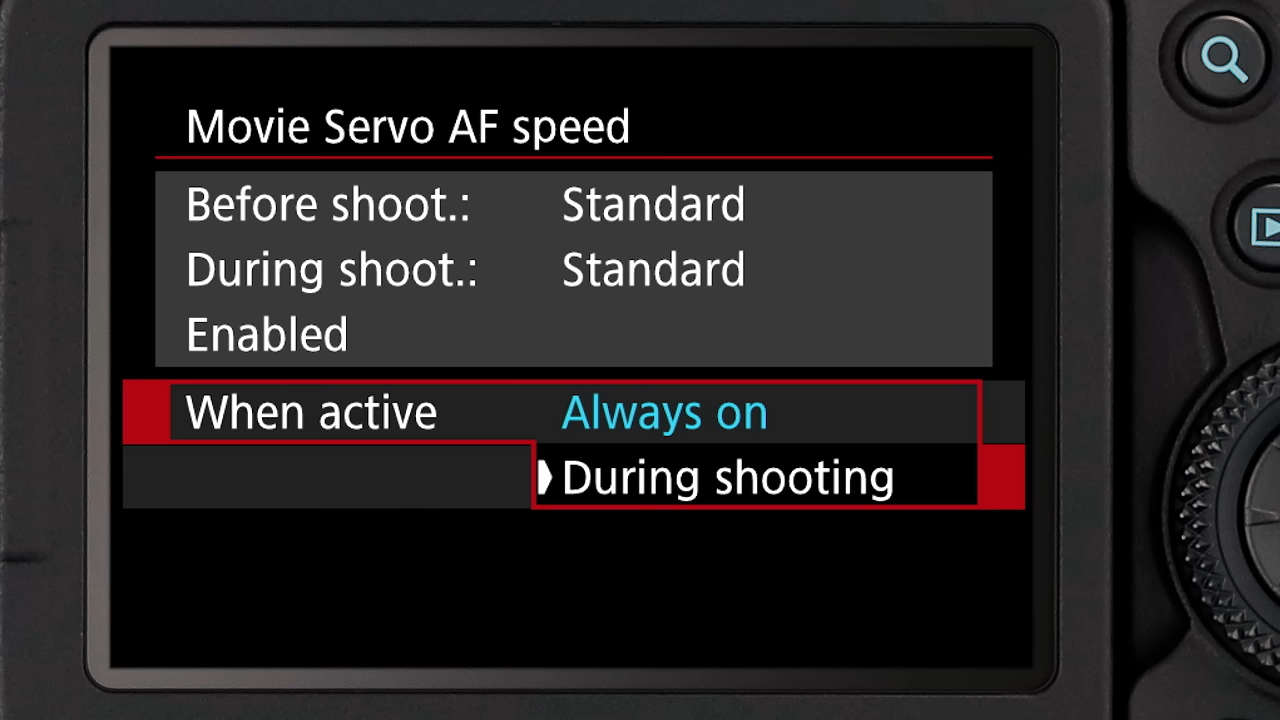 Movie Servo AF speed
Before shoot.: Standard
During shoot.: Standard
Enabled
When active Always on
During shooting